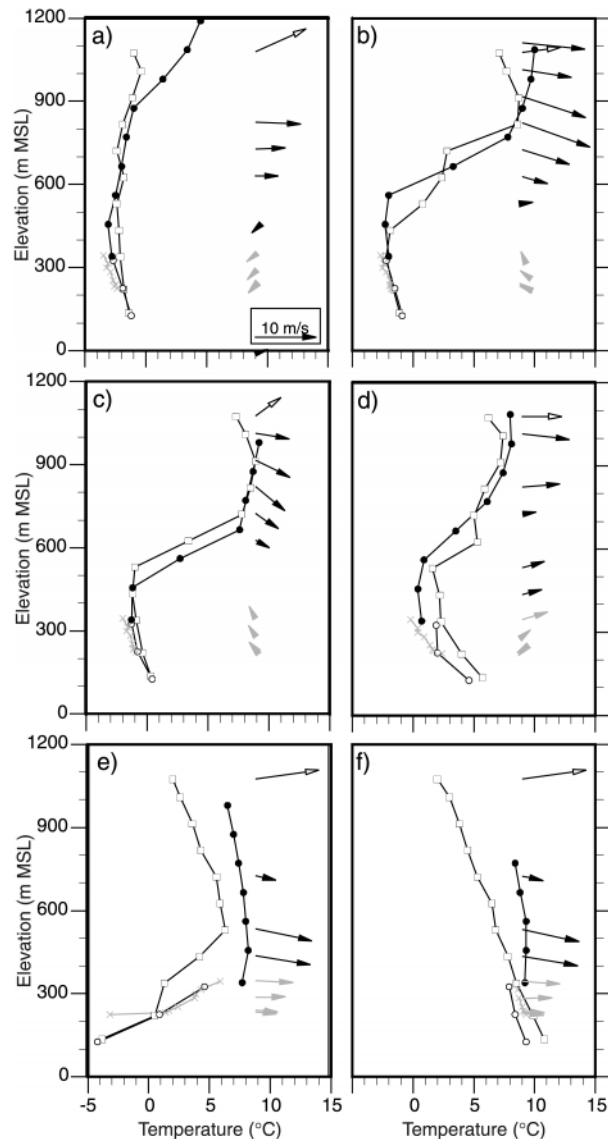 1200 a) b)
900
600
300
10 m/s
0
Elevation (m MSL)
1200 c) d)
900
600
300
0
Elevation (m MSL)
1200 e) f)
900
600
300
0
Elevation (m MSL)
-5 0 5 10 15 0 5 10 15
Temperature (°C) Temperature (°C)